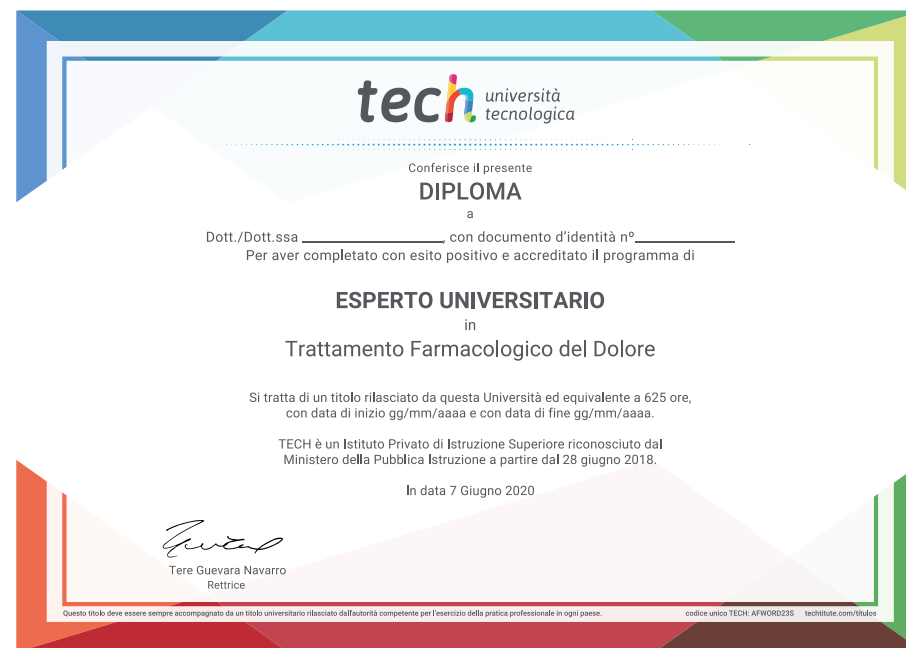 tech università
tecnologica
Conferisce il presente
DIPLOMA
a
Dott./Dott.ssa ____________________, con documento d'identità nº______________
Per aver completato con esito positivo e accreditato il programma di
ESPERTO UNIVERSITARIO
in
Trattamento Farmacologico del Dolore
Si tratta di un titolo rilasciato da questa Università ed equivalente a 625 ore,
con data di inizio gg/mm/aaaa e con data di fine gg/mm/aaaa.
TECH è un Istituto Privato di Istruzione Superiore riconosciuto dal
Ministero della Pubblica Istruzione a partire dal 28 giugno 2018.
In data 7 Giugno 2020
Tere Guevara Navarro
Rettrice
Questo titolo deve essere sempre accompagnato da un titolo universitario rilasciato dall'autorità competente per l'esercizio della pratica professionale in ogni paese. codice unico TECH: AFWORD23S techtitute.com/titulos